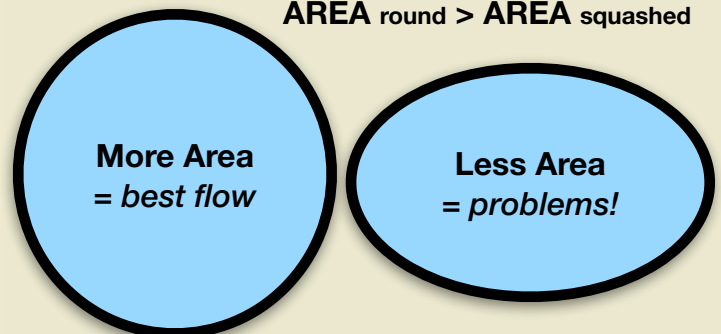 AREA round > AREA squashed
More Area
= best flow
Less Area
= problems!